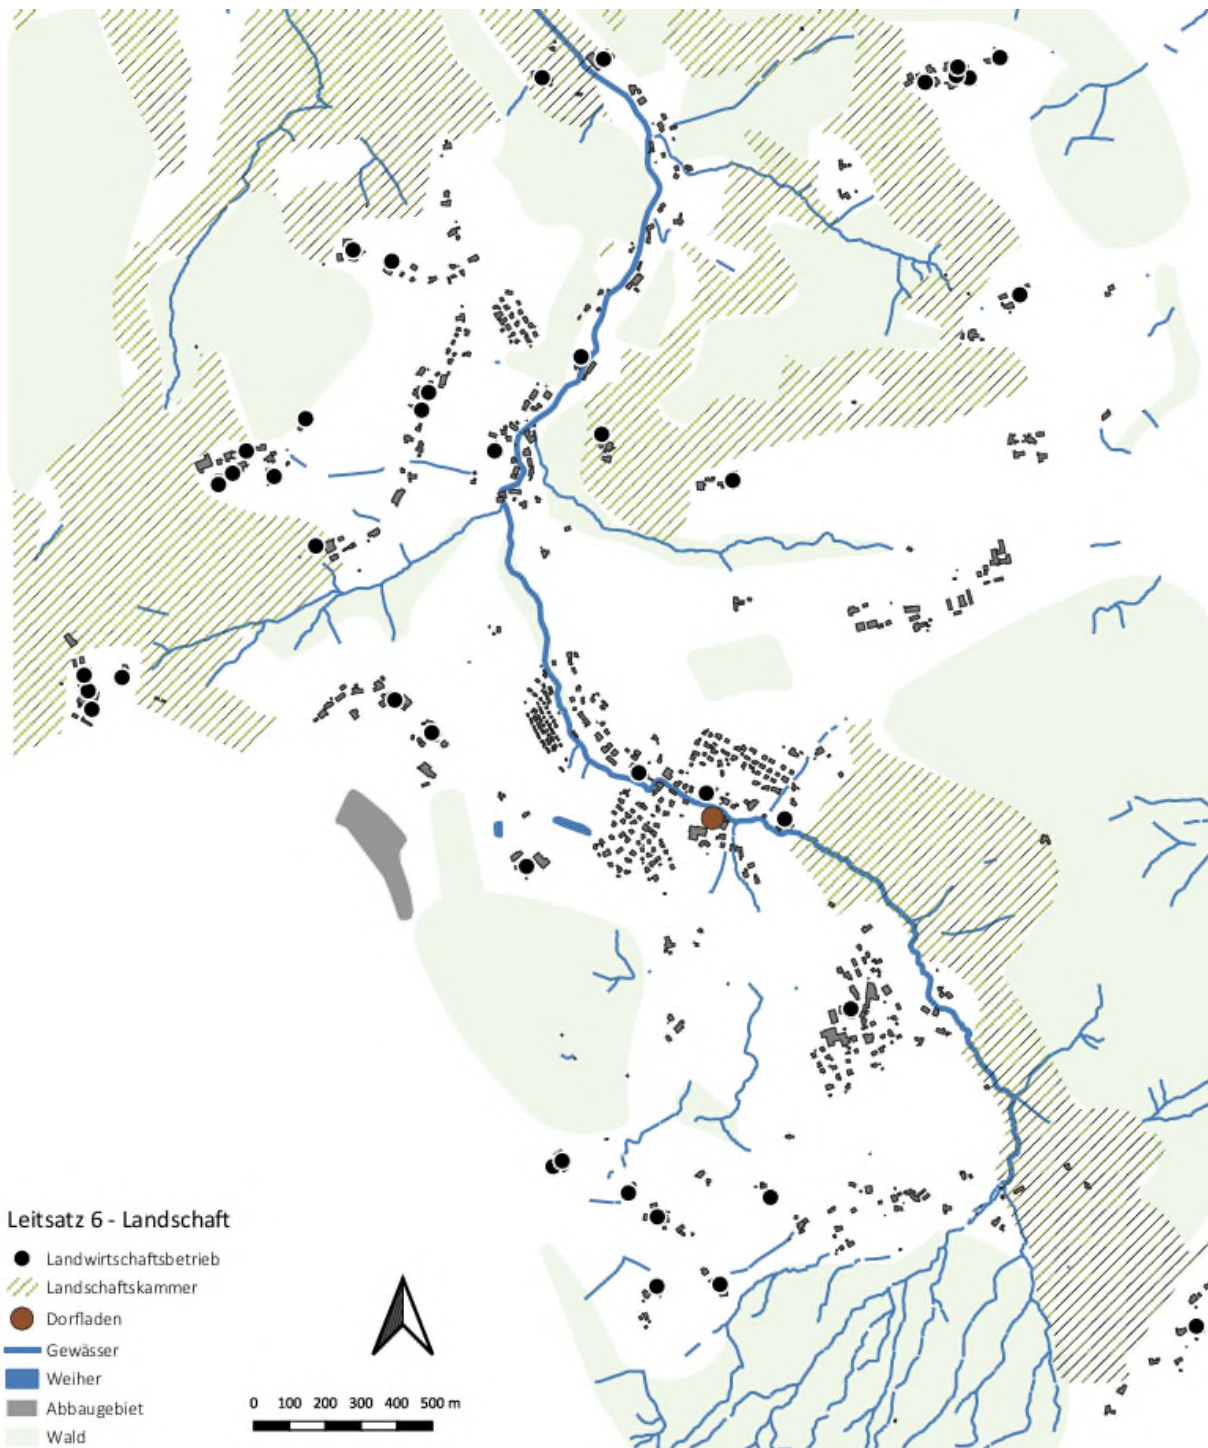 Leitsatz 6 - Landschaft
Landwirtschaftsbetrieb
Landschaftskammer
Dorfladen
Gewässer
Weiher
Abbaugebiet
Wald
0 100 200 300 400 500 m